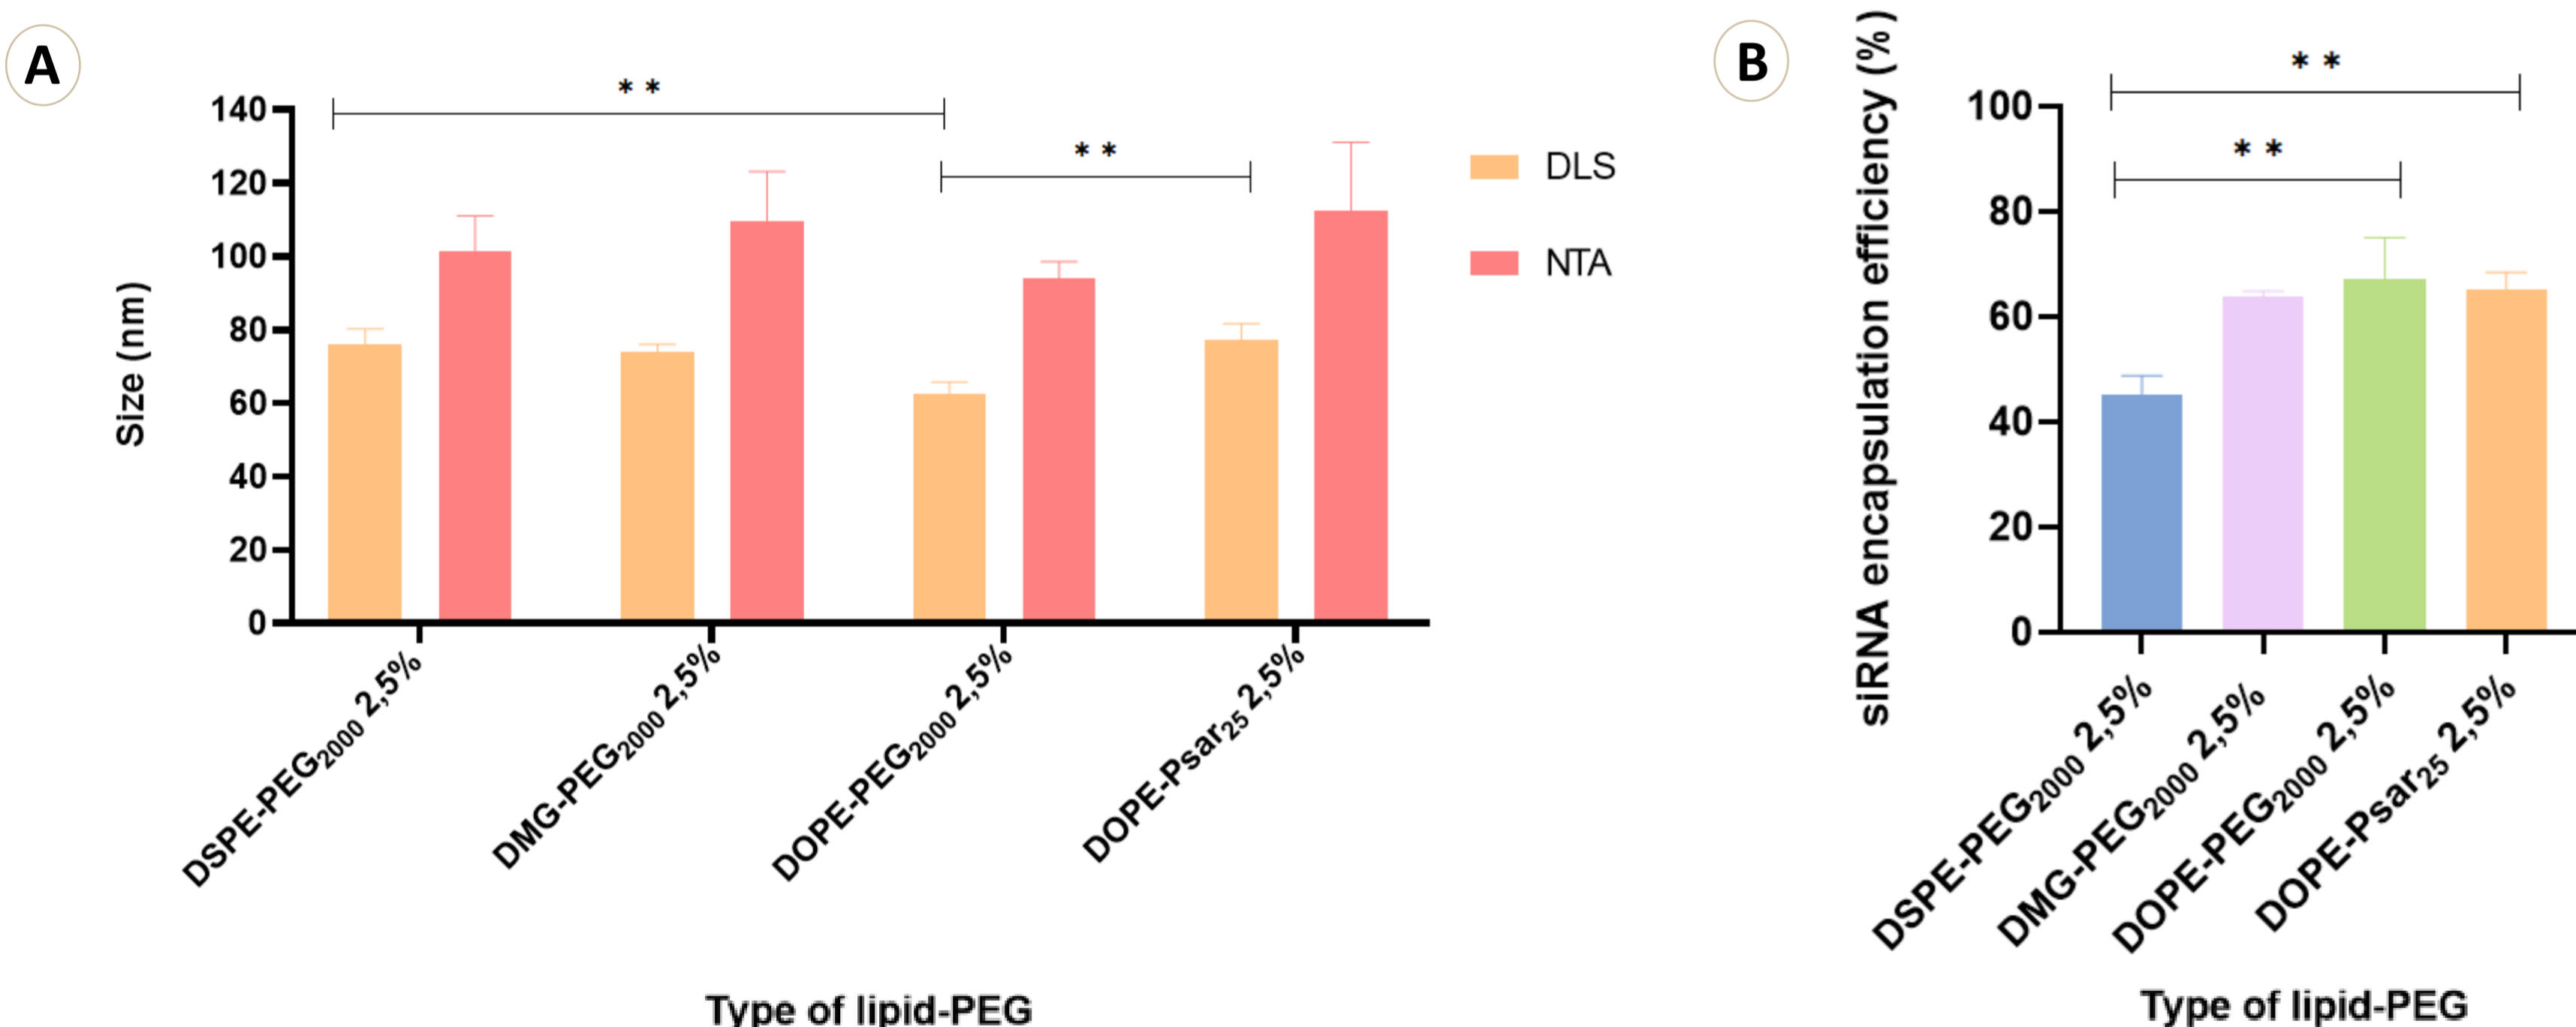 A
Size (nm)
140
120
100
80
60
40
20
0
* *
* *
DLS
NTA
DSPE-PEG₂₀₀₀ 2,5%
DMG-PEG₂₀₀₀ 2,5%
DOPE-PEG₂₀₀₀ 2,5%
DOPE-Psar₂₅ 2,5%
Type of lipid-PEG
B
siRNA encapsulation efficiency (%)
100
80
60
40
20
0
* *
* *
DSPE-PEG₂₀₀₀ 2,5%
DMG-PEG₂₀₀₀ 2,5%
DOPE-PEG₂₀₀₀ 2,5%
DOPE-Psar₂₅ 2,5%
Type of lipid-PEG